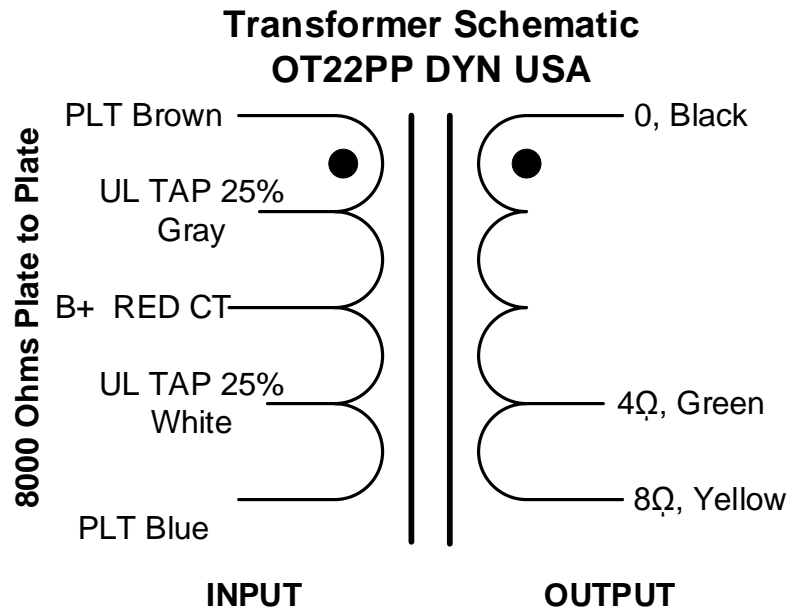 Transformer Schematic
OT22PP DYN USA
8000 Ohms Plate to Plate
PLT Brown
UL TAP 25%
Gray
B+ RED CT
UL TAP 25%
White
PLT Blue
0, Black
4Ω, Green
8Ω, Yellow
INPUT
OUTPUT